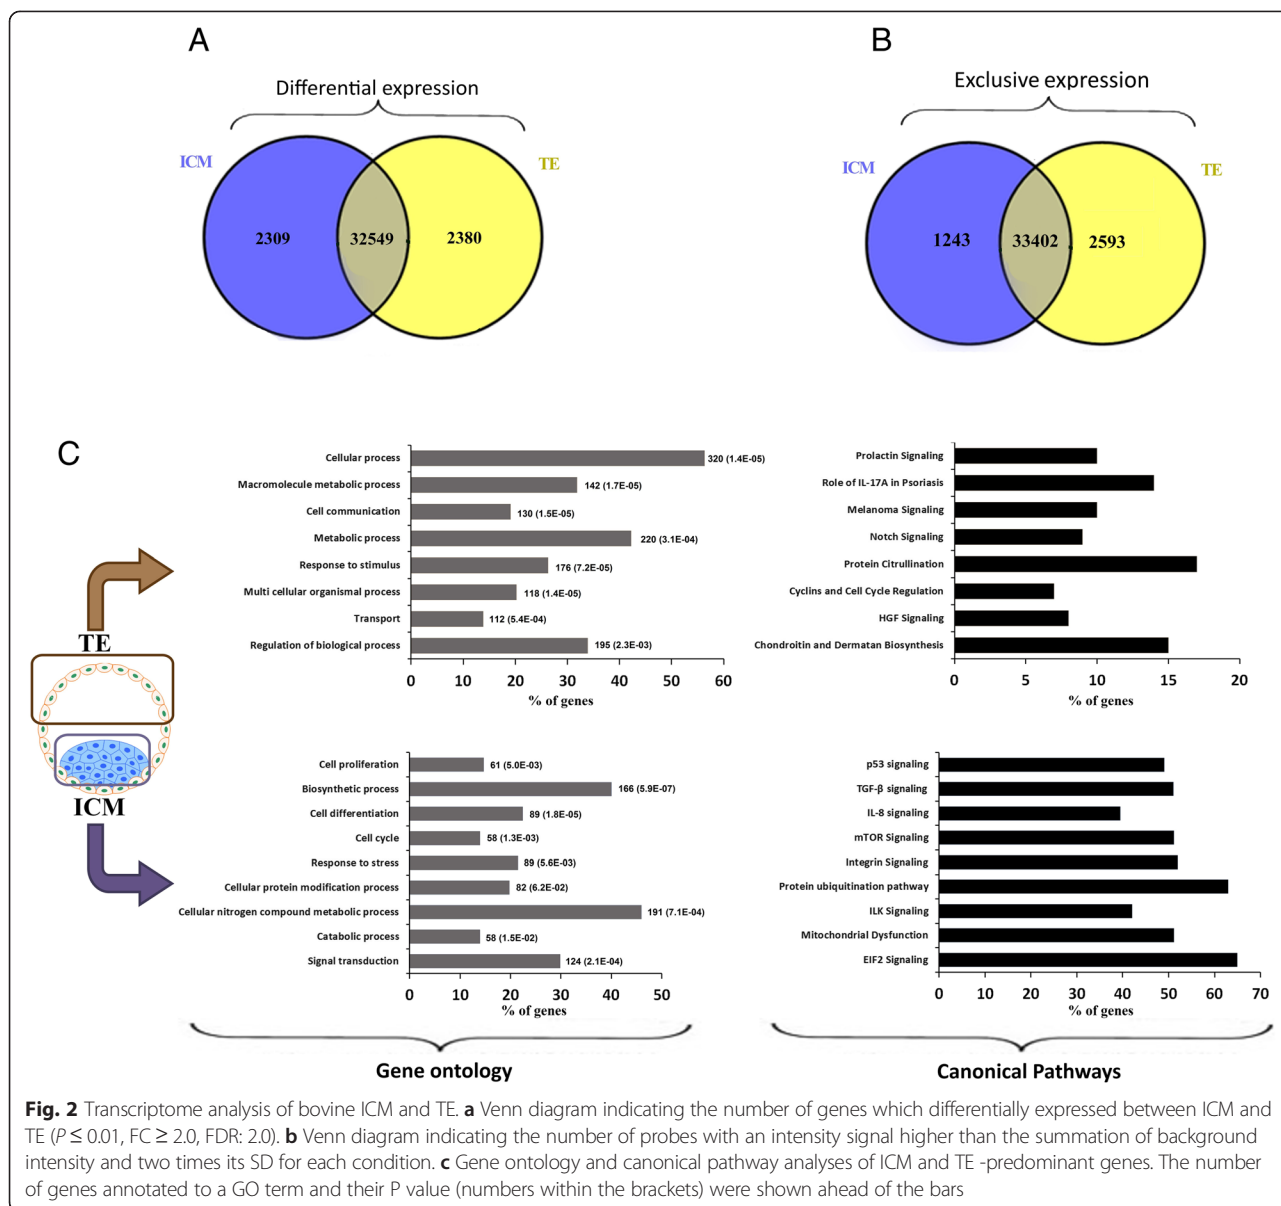 A
Differential expression
ICM
TE
2309
32549
2380
B
Exclusive expression
ICM
TE
1243
33402
2593
C
TE
ICM
Cellular process 320 (1.4E-05)
Macromolecule metabolic process 142 (1.7E-05)
Cell communication 130 (1.5E-05)
Metabolic process 220 (3.1E-04)
Response to stimulus 176 (7.2E-05)
Multi cellular organismal process 118 (1.4E-05)
Transport 112 (5.4E-04)
Regulation of biological process 195 (2.3E-03)
0 10 20 30 40 50 60
% of genes
Prolactin Signaling
Role of IL-17A in Psoriasis
Melanoma Signaling
Notch Signaling
Protein Citrullination
Cyclins and Cell Cycle Regulation
HGF Signaling
Chondroitin and Dermatan Biosynthesis
0 5 10 15 20
% of genes
Cell proliferation 61 (5.0E-03)
Biosynthetic process 166 (5.9E-07)
Cell differentiation 89 (1.8E-05)
Cell cycle 58 (1.3E-03)
Response to stress 89 (5.6E-03)
Cellular protein modification process 82 (6.2E-02)
Cellular nitrogen compound metabolic process 191 (7.1E-04)
Catabolic process 58 (1.5E-02)
Signal transduction 124 (2.1E-04)
0 10 20 30 40 50
% of genes
Gene ontology
p53 signaling
TGF-β signaling
IL-8 signaling
mTOR Signaling
Integrin Signaling
Protein ubiquitination pathway
ILK Signaling
Mitochondrial Dysfunction
EIF2 Signaling
0 10 20 30 40 50 60 70
% of genes
Canonical Pathways
Fig. 2 Transcriptome analysis of bovine ICM and TE. a Venn diagram indicating the number of genes which differentially expressed between ICM and
TE (P ≤ 0.01, FC ≥ 2.0, FDR: 2.0). b Venn diagram indicating the number of probes with an intensity signal higher than the summation of background
intensity and two times its SD for each condition. c Gene ontology and canonical pathway analyses of ICM and TE -predominant genes. The number
of genes annotated to a GO term and their P value (numbers within the brackets) were shown ahead of the bars